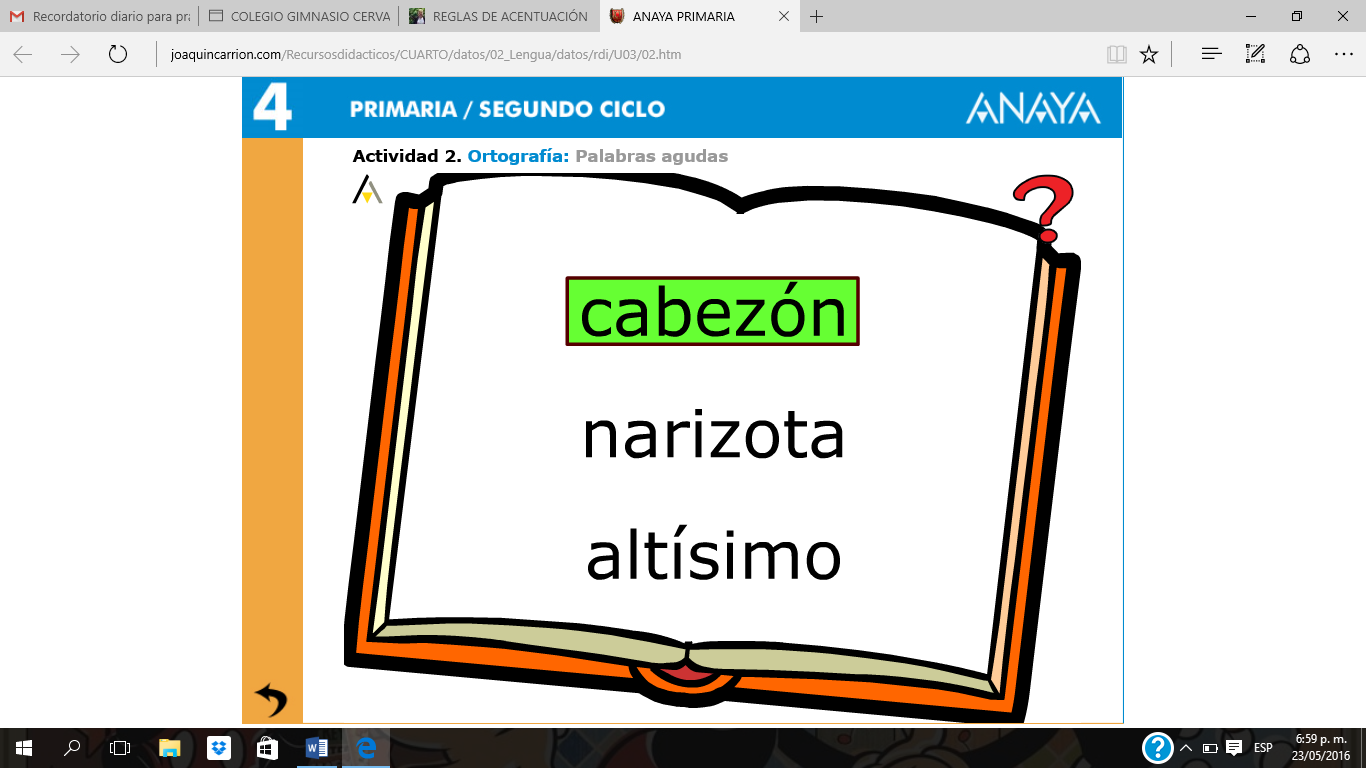 Recordatorio diario para pra
COLEGIO GIMNASIO CERVA
REGLAS DE ACENTUACIÓN
ANAYA PRIMARIA
joaquincarrion.com/Recursosdidacticos/CUARTO/datos/02_Lengua/datos/rdi/U03/02.htm
4 PRIMARIA / SEGUNDO CICLO ANAYA
Actividad 2. Ortografía: Palabras agudas
?
cabezón
narizota
altísimo
ESP
6:59 p. m.
23/05/2016